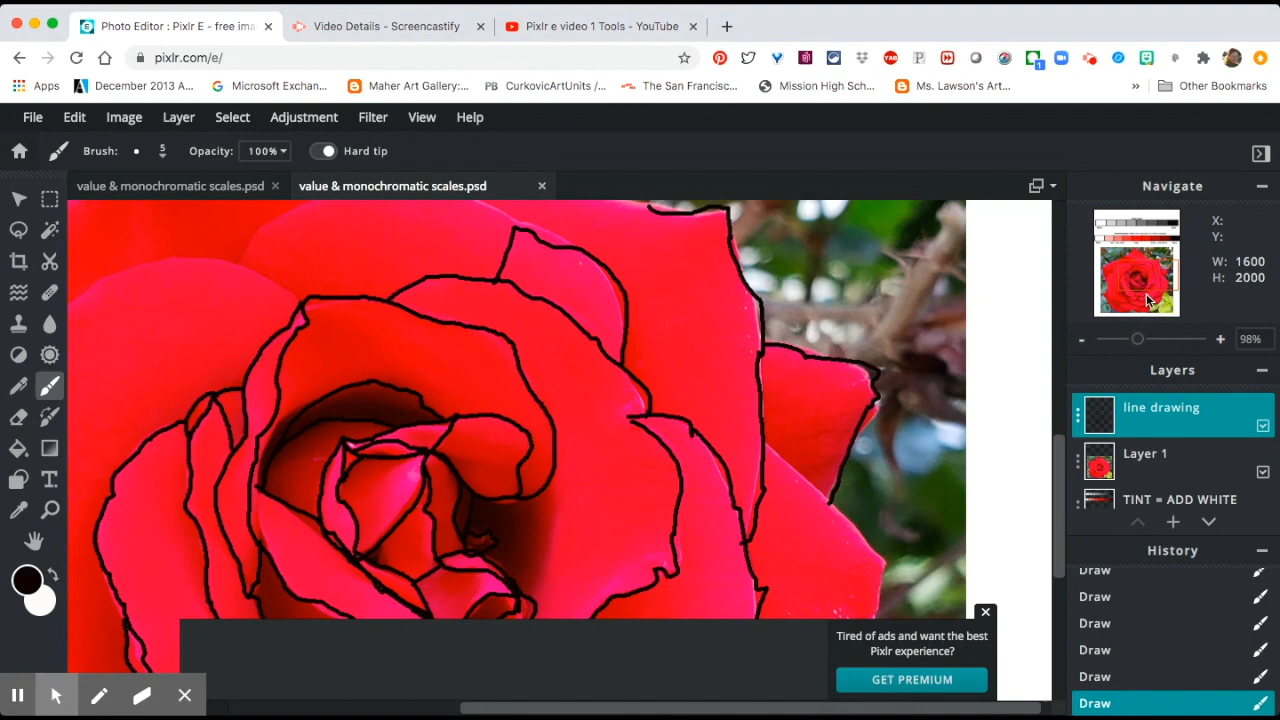 Photo Editor : Pixlr E - free ima
Video Details - Screencastify
Pixlr e video 1 Tools - YouTube
pixlr.com/e/
Apps
December 2013 A...
Microsoft Exchan...
Maher Art Gallery:...
PB CurkovicArtUnits /...
The San Francisc...
Mission High Sch...
Ms. Lawson's Art...
Other Bookmarks
File Edit Image Layer Select Adjustment Filter View Help
Brush: 5 Opacity: 100% Hard tip
value & monochromatic scales.psd
value & monochromatic scales.psd
Navigate
X:
Y:
W: 1600
H: 2000
98%
Layers
line drawing
Layer 1
TINT = ADD WHITE
History
Draw
Draw
Draw
Draw
Draw
Draw
Tired of ads and want the best
Pixlr experience?
GET PREMIUM